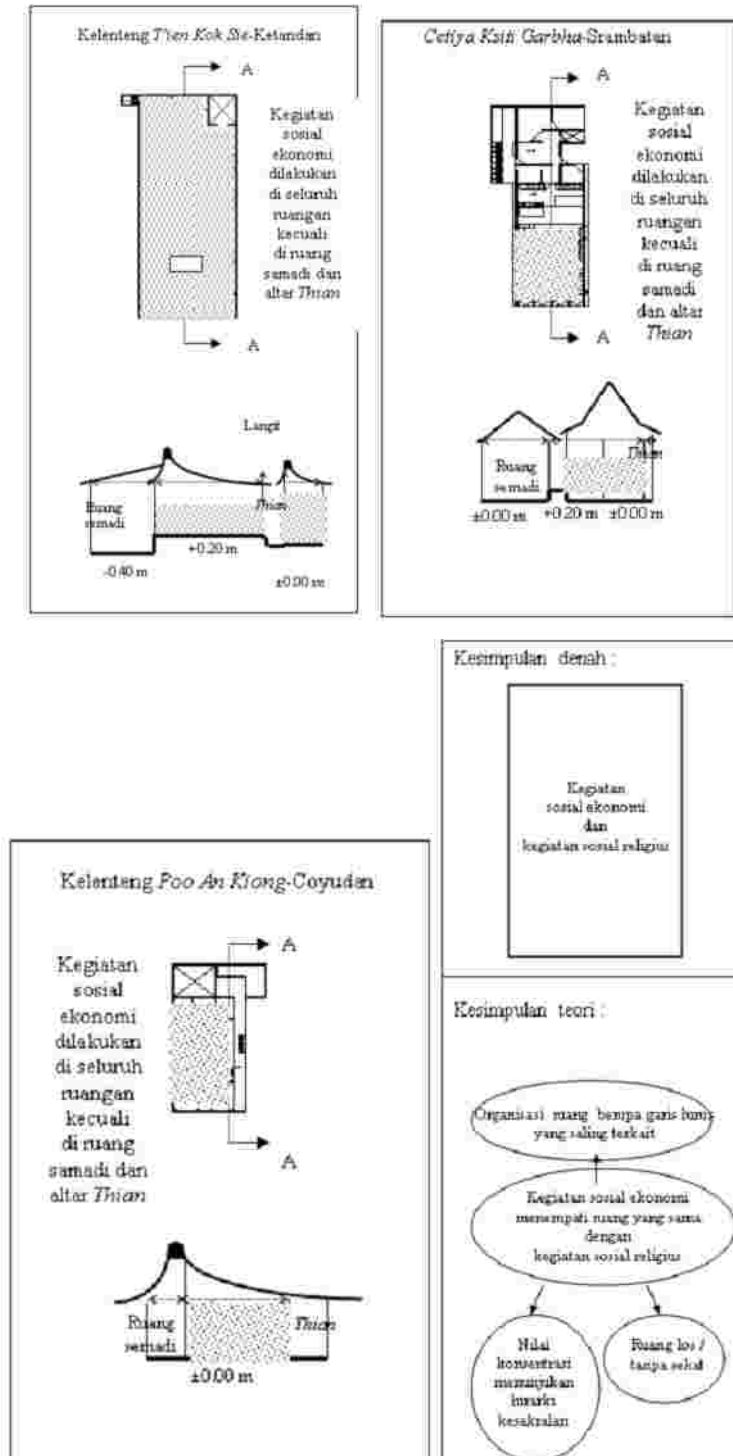 Kelenteng T'ien Kok Sie-Ketandan
A
Kegiatan
sosial
ekonomi
dilakukan
di seluruh
ruangan
kecuali
di ruang
samadi dan
altar Thian
A
Langit
Ruang
semadi
Thian
+0.20 m
-0.40 m
±0.00 m
Cetiya Ksiti Garbha-Srambatan
A
Kegiatan
sosial
ekonomi
dilakukan
di seluruh
ruangan
kecuali
di ruang
samadi
dan altar
Thian
A
Ruang
semadi
Thian
±0.00 m
+0.20 m
±0.00 m
Kelenteng Poo An Kiong-Coyudan
A
Kegiatan
sosial
ekonomi
dilakukan
di seluruh
ruangan
kecuali
di ruang
samadi dan
altar Thian
A
Ruang
semadi
Thian
±0.00 m
Kesimpulan denah :
Kegiatan
sosial ekonomi
dan
kegiatan sosial religius
Kesimpulan teori :
Organisasi ruang berupa garis lurus
yang saling terkait
Kegiatan sosial ekonomi
menempati ruang yang sama
dengan
kegiatan sosial religius
Nilai
konsentrasi
menunjukan
hirarki
kesakralan
Ruang los /
tanpa sekat